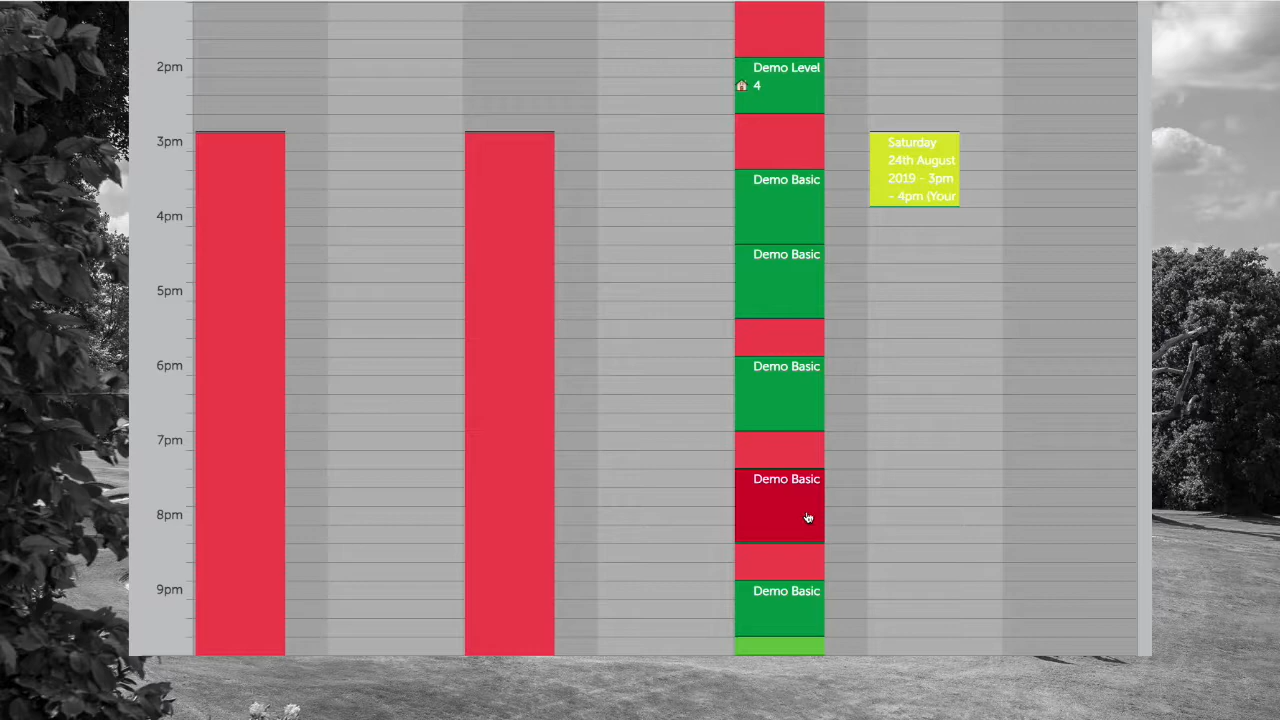 2pm
3pm
4pm
5pm
6pm
7pm
8pm
9pm
Demo Level
4
Demo Basic
Demo Basic
Demo Basic
Demo Basic
Demo Basic
Saturday
24th August
2019 - 3pm
- 4pm (Your